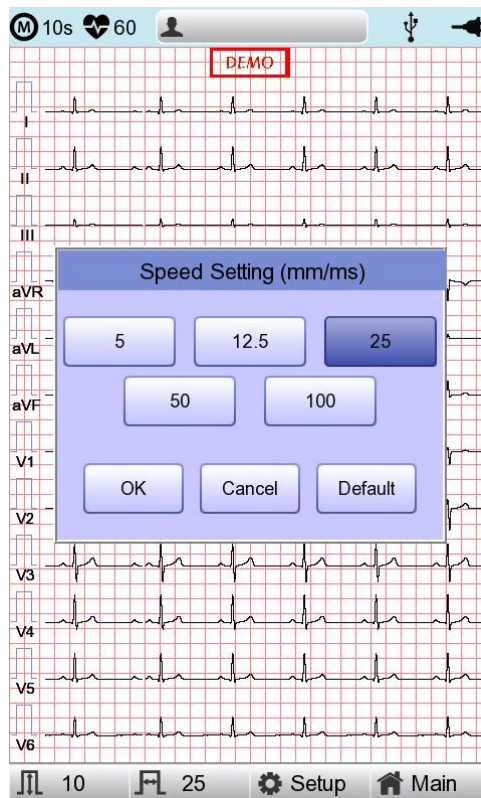 M 10s 60
DEMO
I
II
III
Speed Setting (mm/ms)
aVR
5 12.5 25
aVL
50 100
aVF
V1
OK Cancel Default
V2
V3
V4
V5
V6
10 25 Setup Main